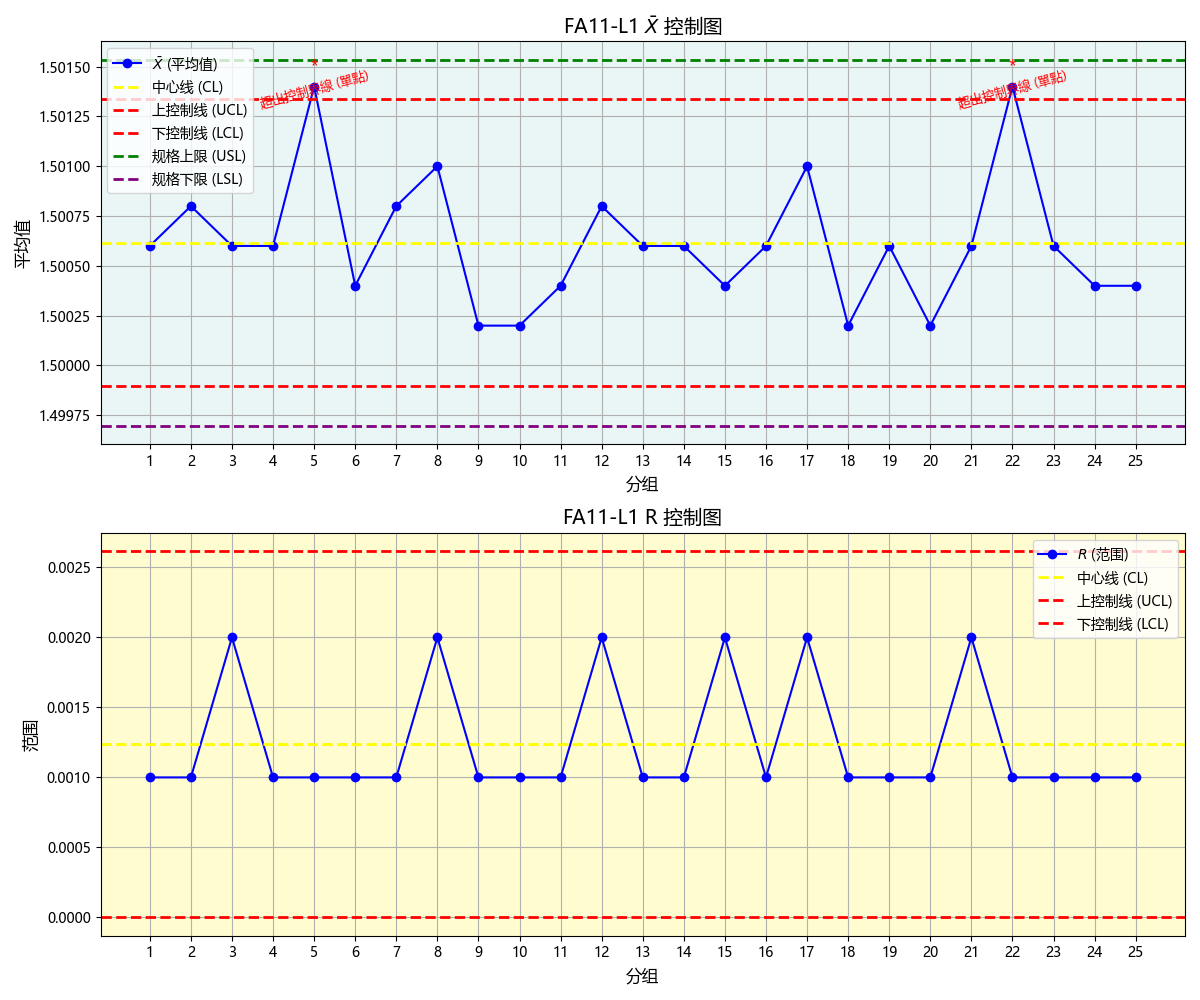 FA11-L1 X̄ 控制图
1.50150
1.50125
1.50100
1.50075
1.50050
1.50025
1.50000
1.49975
平均值
X̄ (平均值)
中心线 (CL)
上控制线 (UCL)
下控制线 (LCL)
规格上限 (USL)
规格下限 (LSL)
*
超出控制界線 (單點)
*
超出控制界線 (單點)
1 2 3 4 5 6 7 8 9 10 11 12 13 14 15 16 17 18 19 20 21 22 23 24 25
分组
FA11-L1 R 控制图
0.0025
0.0020
0.0015
0.0010
0.0005
0.0000
范围
R (范围)
中心线 (CL)
上控制线 (UCL)
下控制线 (LCL)
1 2 3 4 5 6 7 8 9 10 11 12 13 14 15 16 17 18 19 20 21 22 23 24 25
分组